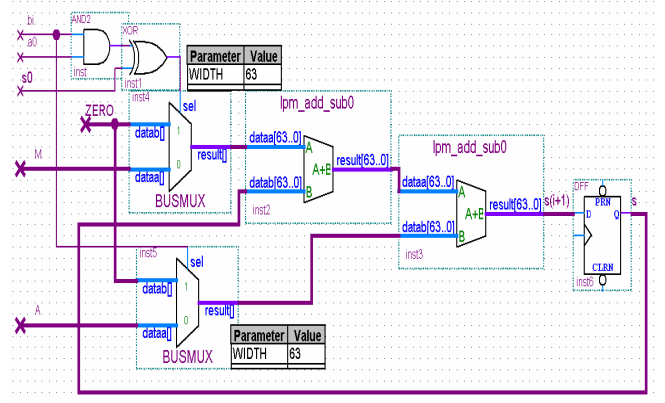 bi
a0
s0
AND2
inst
XOR
inst1
Parameter Value
WIDTH 63
inst4
sel
ZERO
datab[]
1
result[]
M
dataa[]
0
BUSMUX
lpm_add_sub0
dataa[63..0]
A
A+B
result[63..0]
datab[63..0]
B
inst2
lpm_add_sub0
dataa[63..0]
A
A+B
result[63..0]
s(i+1)
datab[63..0]
B
inst3
DFF
PRN
D
Q
s
CLRN
inst6
inst5
sel
datab[]
1
result[]
A
dataa[]
0
BUSMUX
Parameter Value
WIDTH 63